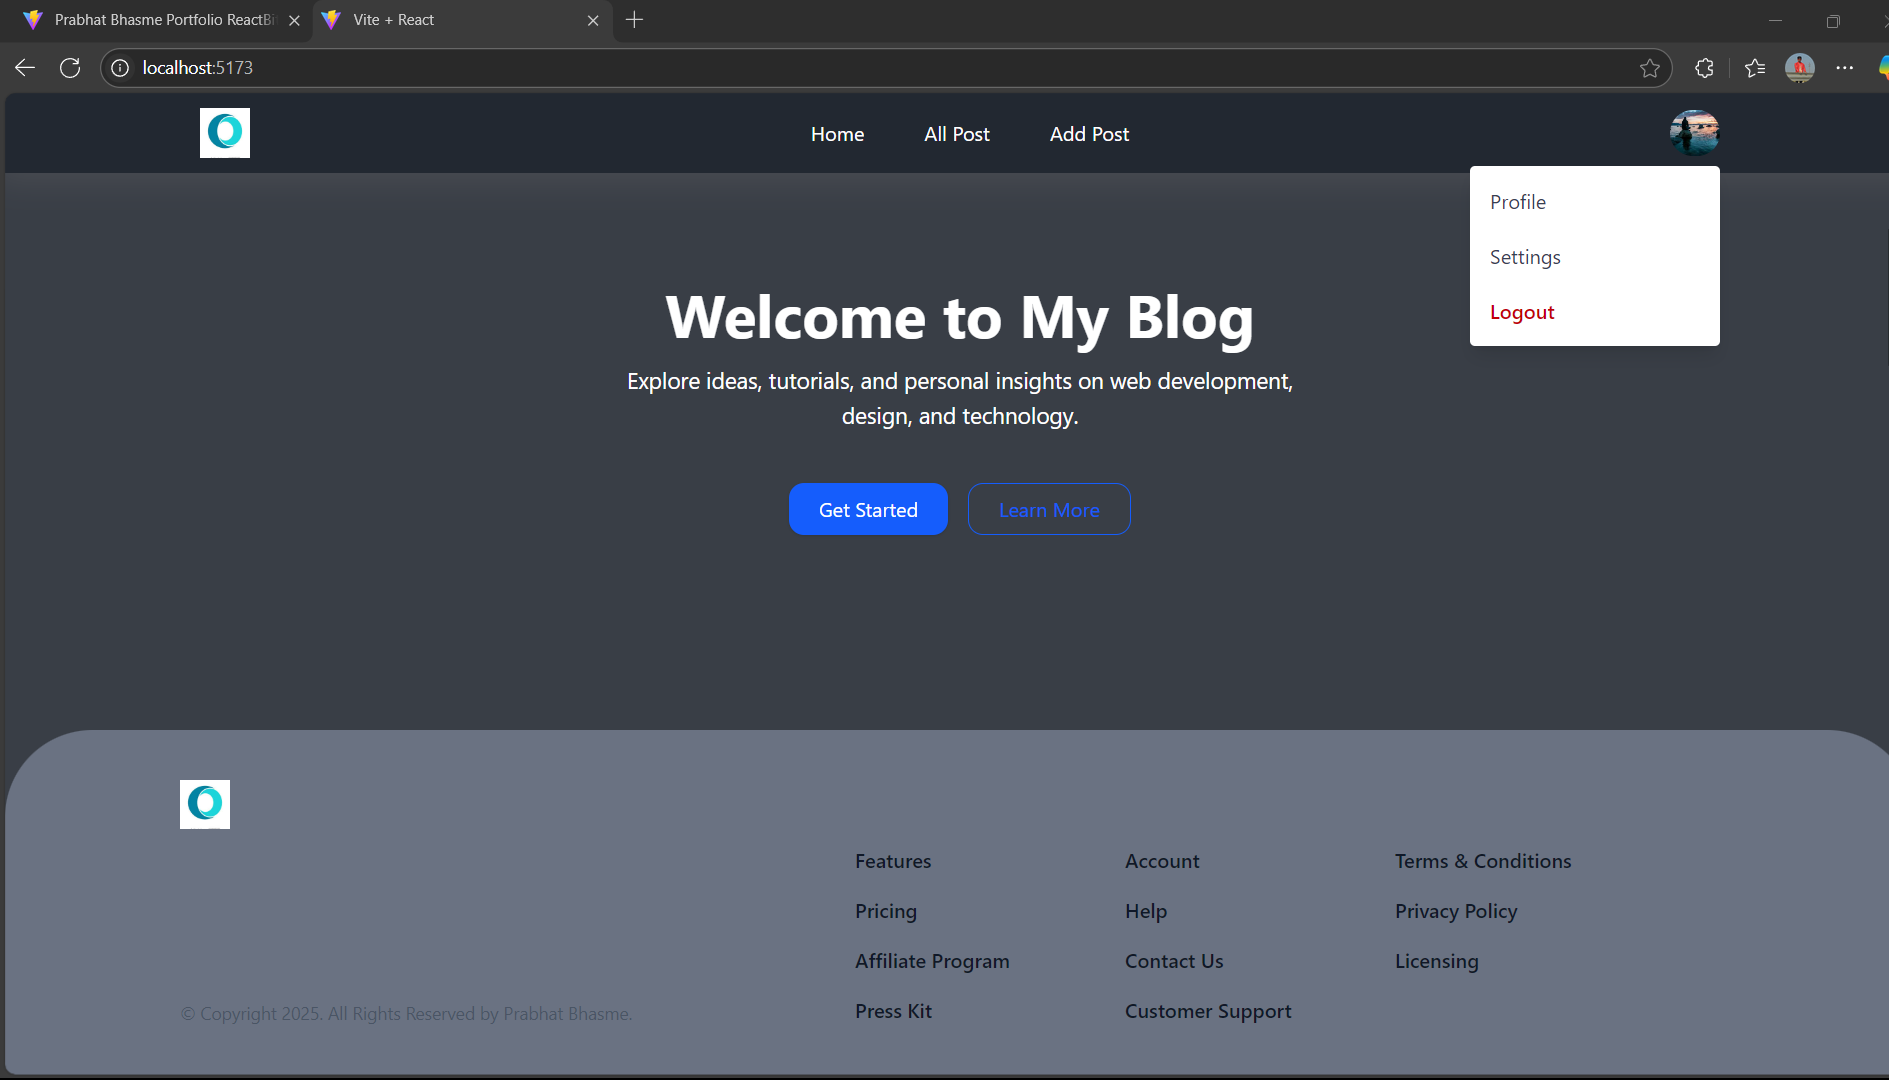 Prabhat Bhasme Portfolio ReactBi
Vite + React
localhost:5173
Home
All Post
Add Post
Profile
Settings
Logout
Welcome to My Blog
Explore ideas, tutorials, and personal insights on web development,
design, and technology.
Get Started
Learn More
Features
Pricing
Affiliate Program
Press Kit
Account
Help
Contact Us
Customer Support
Terms & Conditions
Privacy Policy
Licensing
© Copyright 2025. All Rights Reserved by Prabhat Bhasme.